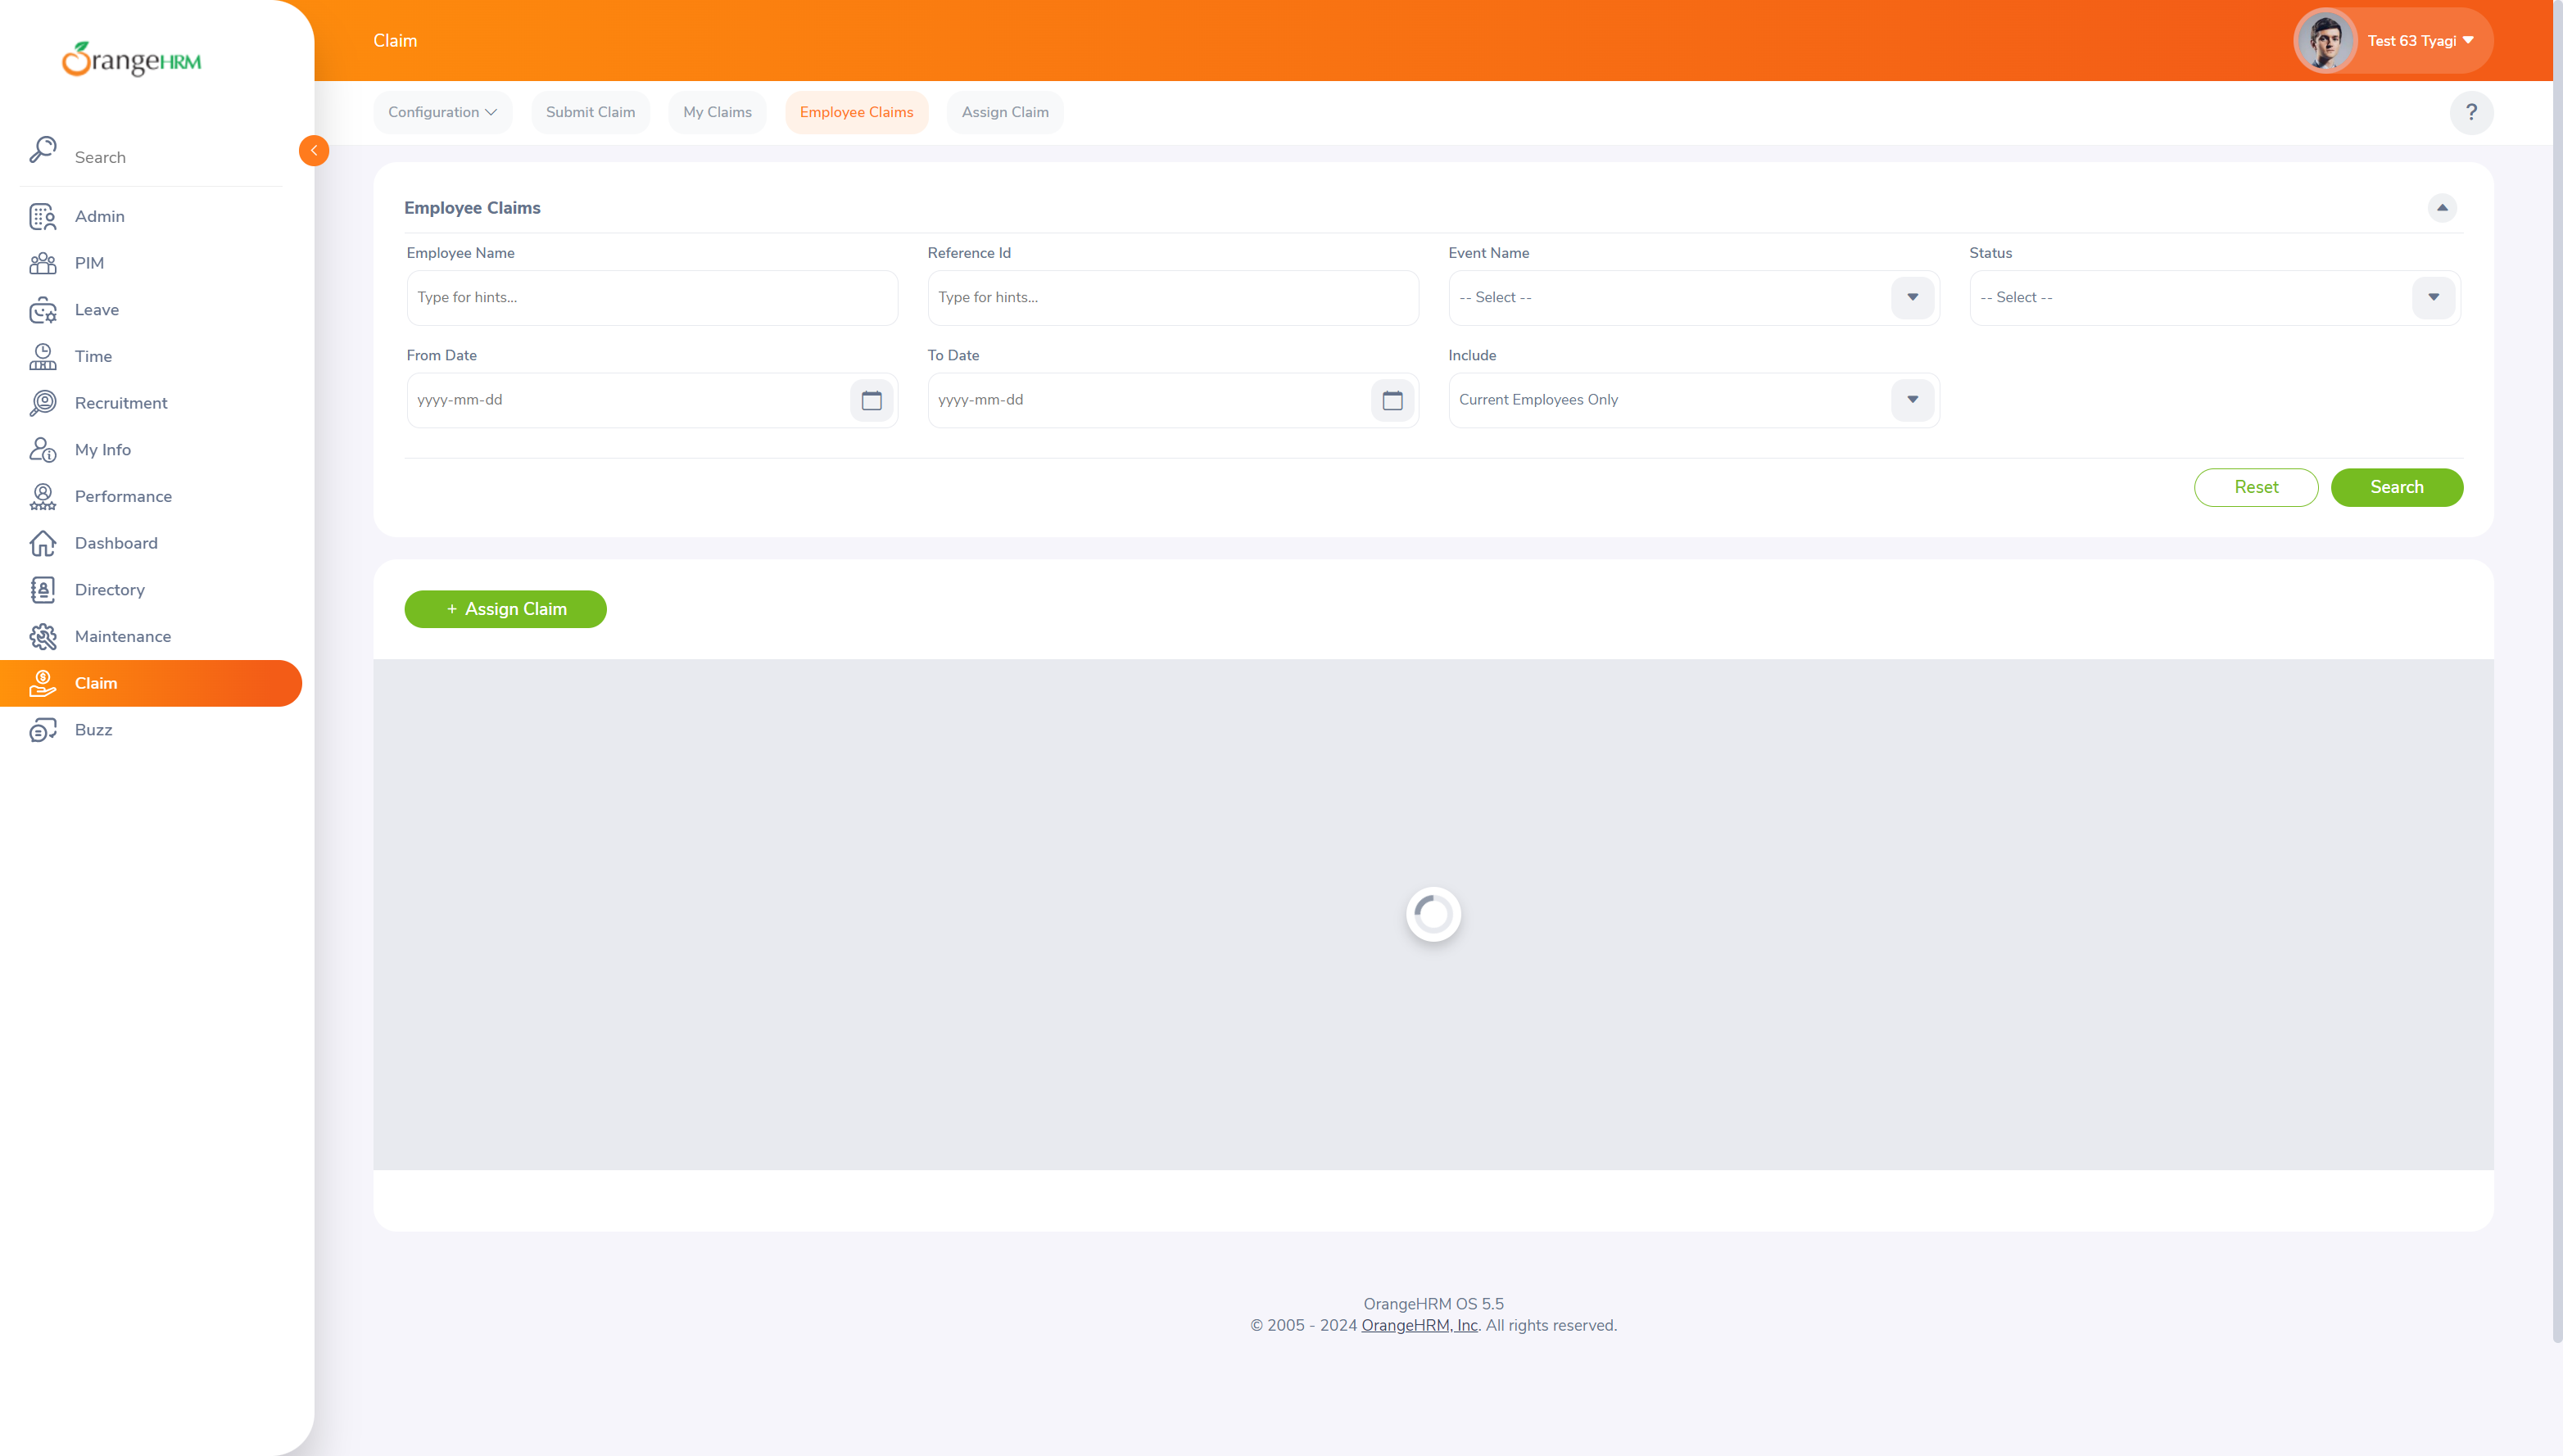 OrangeHRM
Claim
Test 63 Tyagi
Configuration
Submit Claim
My Claims
Employee Claims
Assign Claim
?
Search
Admin
PIM
Leave
Time
Recruitment
My Info
Performance
Dashboard
Directory
Maintenance
Claim
Buzz
Employee Claims
Employee Name
Reference Id
Event Name
Status
Type for hints...
Type for hints...
-- Select --
-- Select --
From Date
To Date
Include
yyyy-mm-dd
yyyy-mm-dd
Current Employees Only
Reset
Search
+ Assign Claim
OrangeHRM OS 5.5
© 2005 - 2024 OrangeHRM, Inc. All rights reserved.